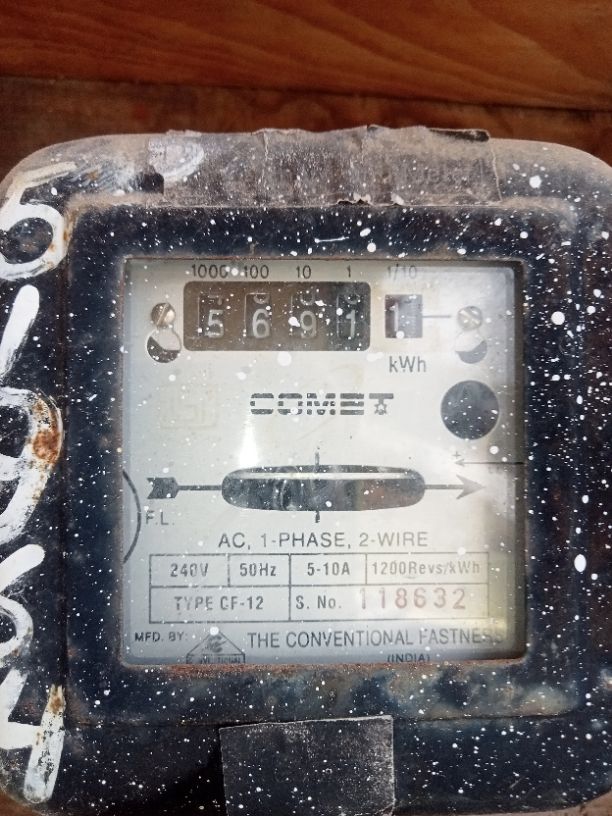 1000 100 10 1 1/10
5 6 9 1 1
kWh
COMET
F.L.
AC, 1-PHASE, 2-WIRE
240V 50Hz 5-10A 1200Revs/kWh
TYPE CF-12 S. No. 118632
MFD. BY: THE CONVENTIONAL FASTNERS
(INDIA)